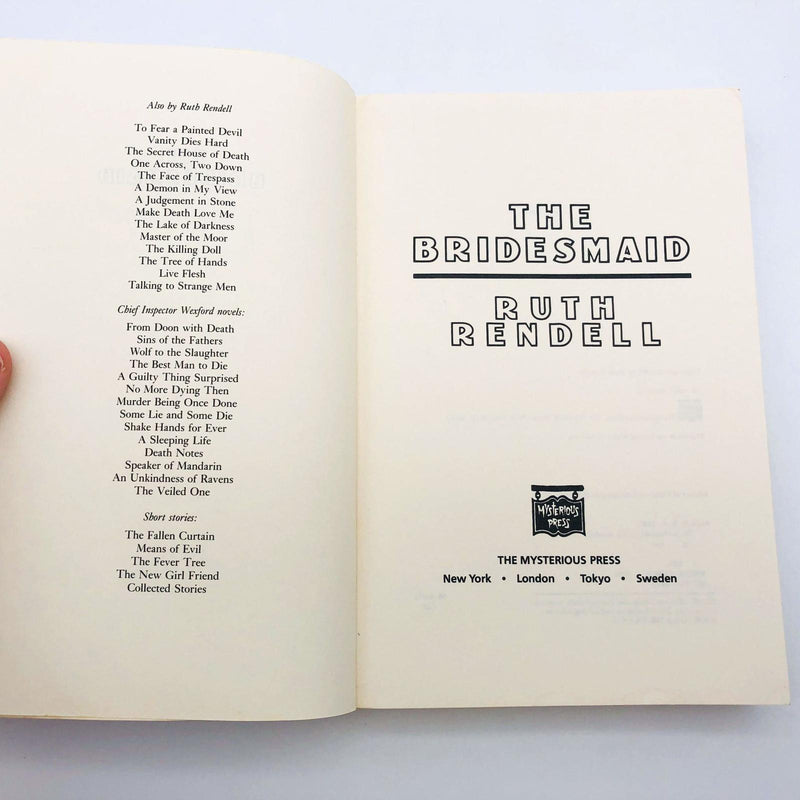 Also by Ruth Rendell
To Fear a Painted Devil
Vanity Dies Hard
The Secret House of Death
One Across, Two Down
The Face of Trespass
A Demon in My View
A Judgement in Stone
Make Death Love Me
The Lake of Darkness
Master of the Moor
The Killing Doll
The Tree of Hands
Live Flesh
Talking to Strange Men
Chief Inspector Wexford novels:
From Doon with Death
Sins of the Fathers
Wolf to the Slaughter
The Best Man to Die
A Guilty Thing Surprised
No More Dying Then
Murder Being Once Done
Some Lie and Some Die
Shake Hands for Ever
A Sleeping Life
Death Notes
Speaker of Mandarin
An Unkindness of Ravens
The Veiled One
Short stories:
The Fallen Curtain
Means of Evil
The Fever Tree
The New Girl Friend
Collected Stories
THE
BRIDESMAID
RUTH
RENDELL
MYSTERIOUS
PRESS
THE MYSTERIOUS PRESS
New York • London • Tokyo • Sweden